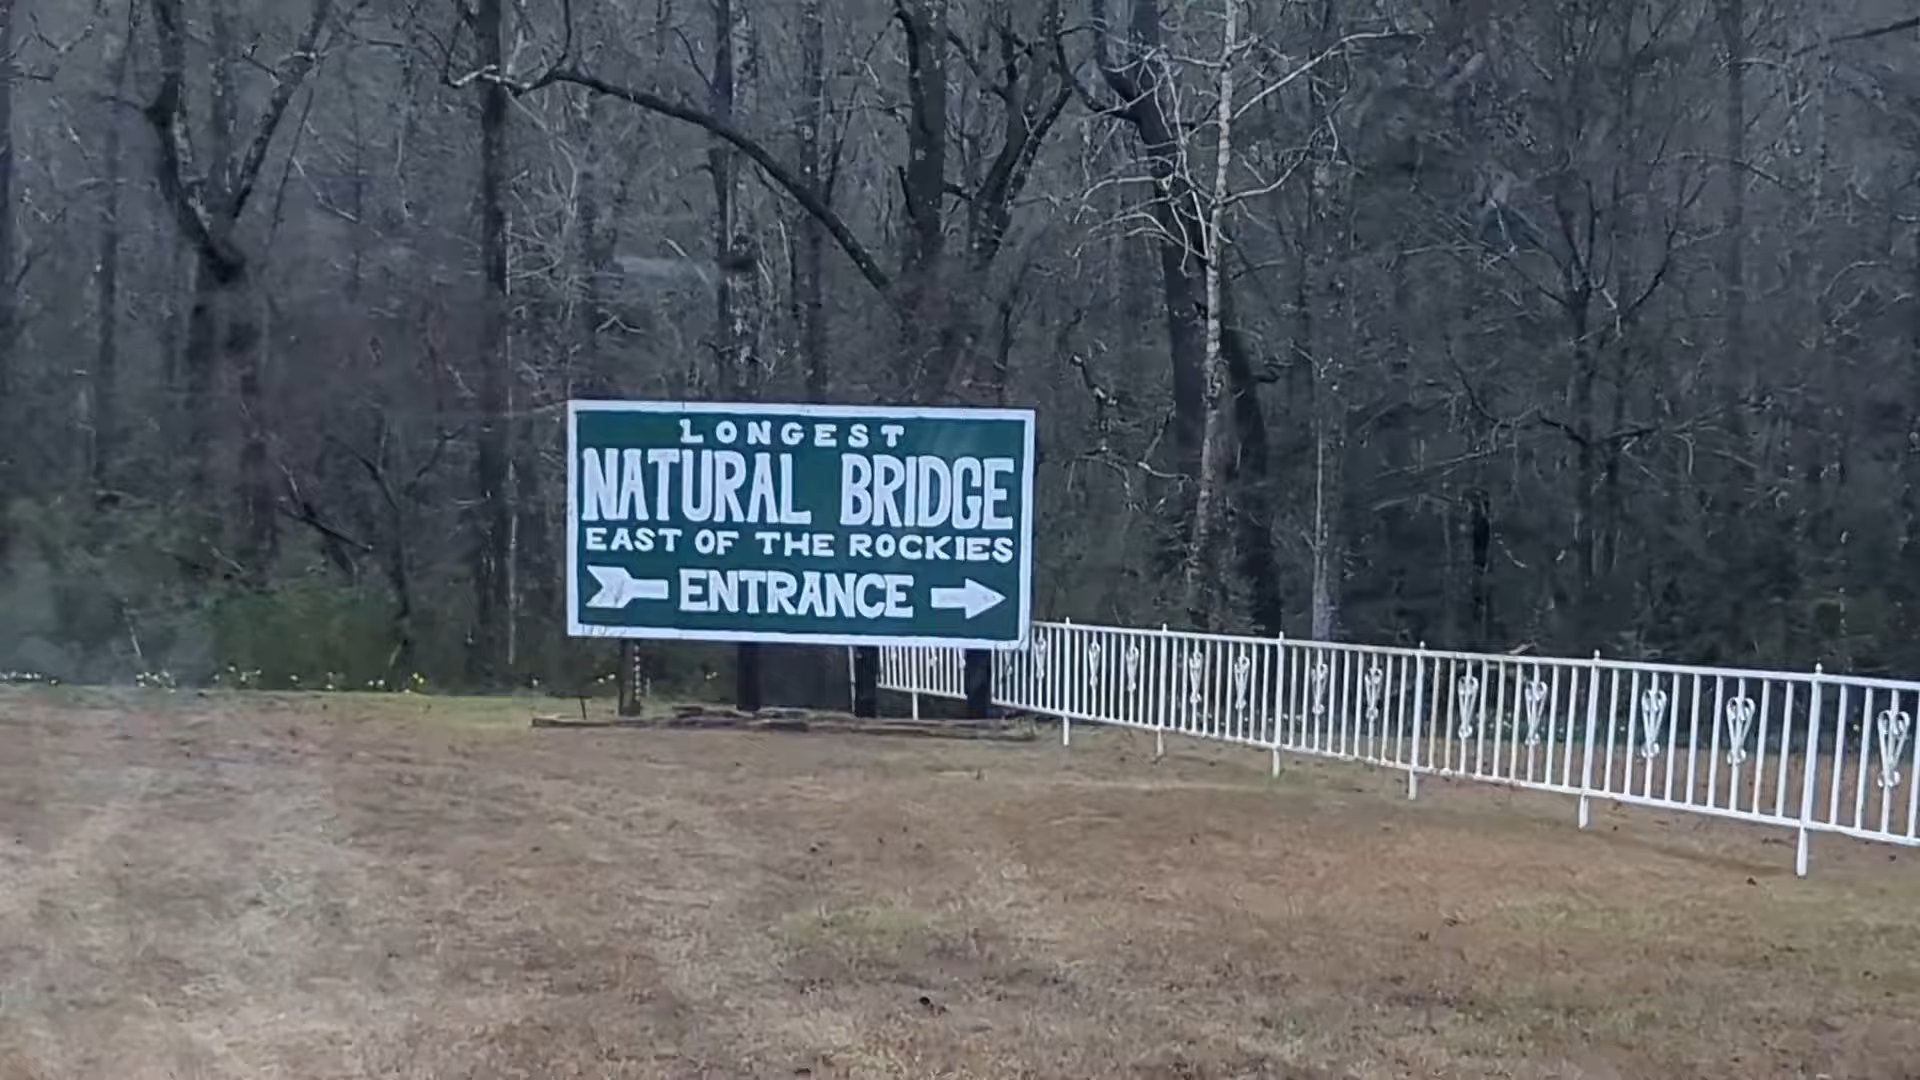 LONGEST
NATURAL BRIDGE
EAST OF THE ROCKIES
ENTRANCE